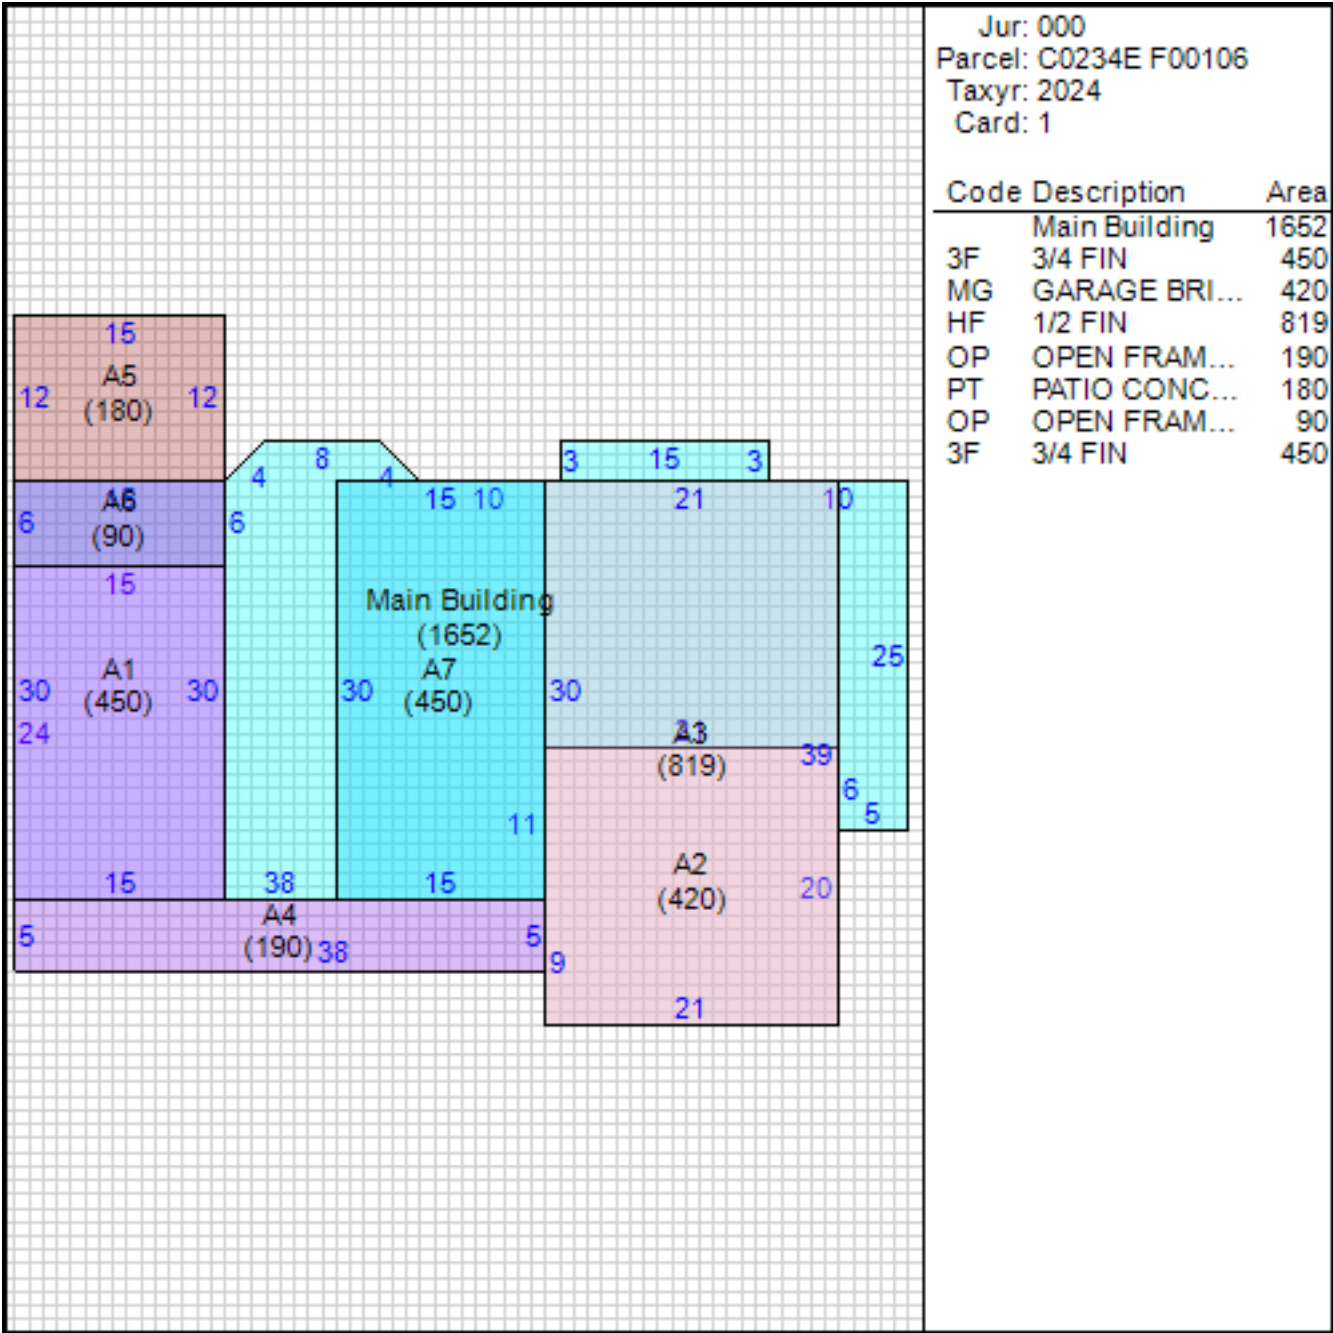 Jur: 000
Parcel: C0234E F00106
Taxyr: 2024
Card: 1
Code Description Area
Main Building 1652
3F 3/4 FIN 450
MG GARAGE BRI... 420
HF 1/2 FIN 819
OP OPEN FRAM... 190
PT PATIO CONC... 180
OP OPEN FRAM... 90
3F 3/4 FIN 450
15
A5
12 12
(180)
8
4 4
3 15 3
A6
6 6
(90)
15 10
21
10
15
Main Building
(1652)
A1
30 30
(450)
24
A7
30
(450)
30
25
A3
(819)
39
6
5
11
A2
(420)
20
15
38
15
A4
5 5
(190) 38
9
21